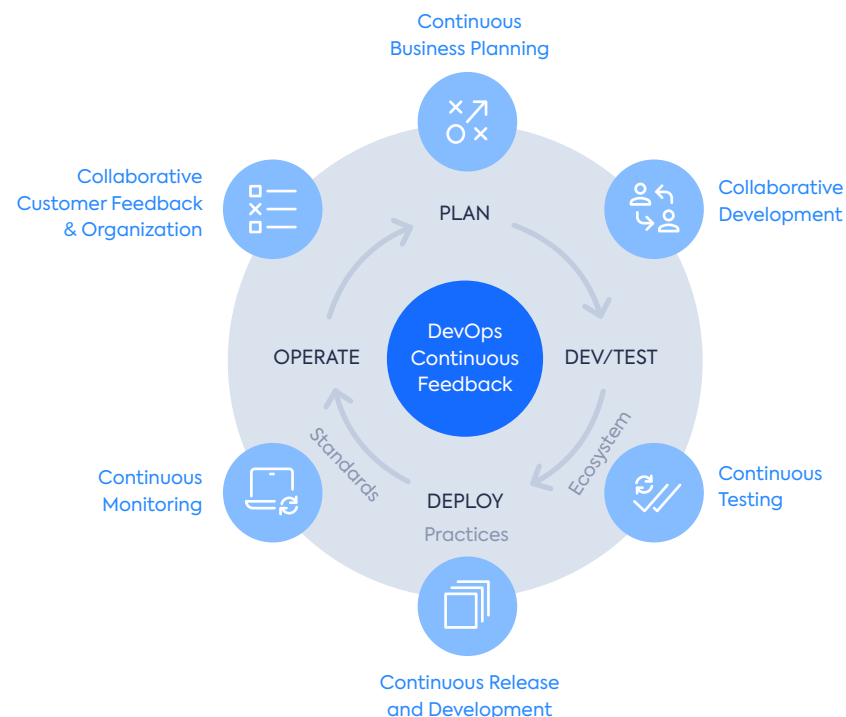 Continuous
Business Planning
Collaborative
Customer Feedback
& Organization
Collaborative
Development
PLAN
OPERATE
DevOps
Continuous
Feedback
DEV/TEST
Standards
Ecosystem
DEPLOY
Practices
Continuous
Monitoring
Continuous
Testing
Continuous Release
and Development